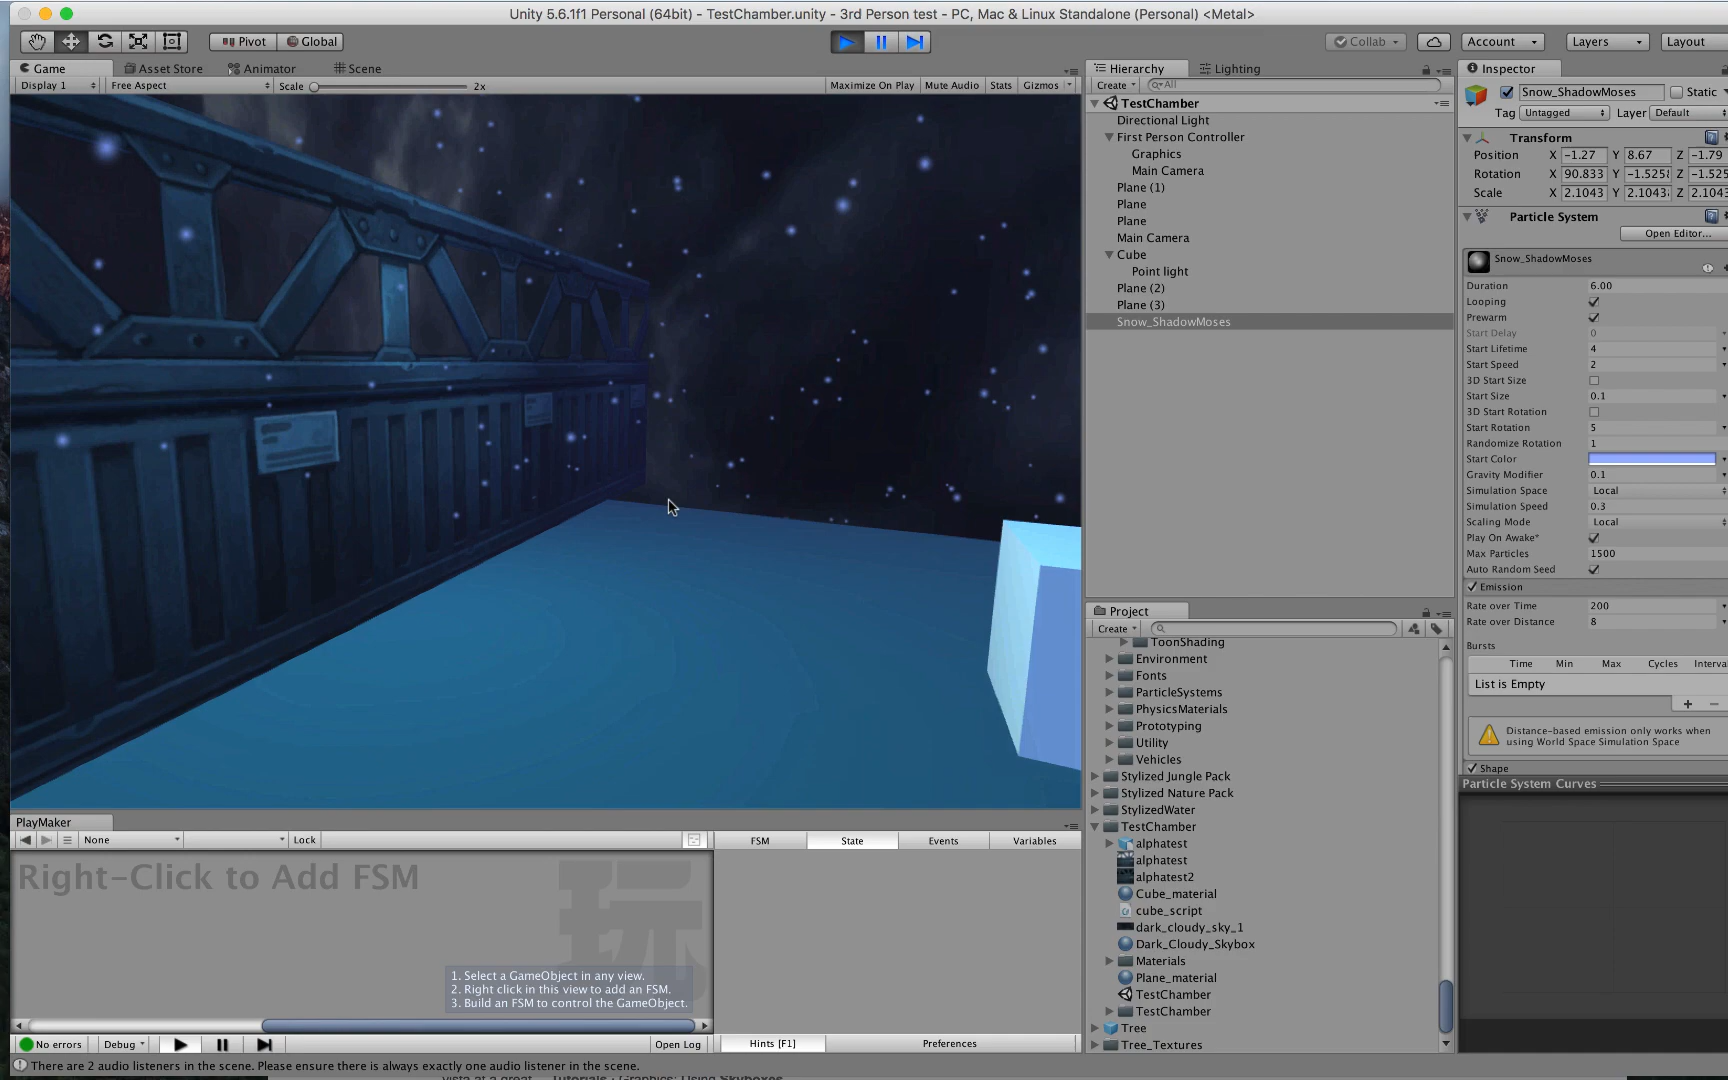 Unity 5.6.1f1 Personal (64bit) - TestChamber.unity - 3rd Person test - PC, Mac & Linux Standalone (Personal) <Metal>
Pivot Global Collab Account Layers Layout
Game Asset Store Animator Scene
Display 1 Free Aspect Scale 2x Maximize On Play Mute Audio Stats Gizmos
Hierarchy Lighting
Create All
TestChamber
Directional Light
First Person Controller
Graphics
Main Camera
Plane (1)
Plane
Plane
Main Camera
Cube
Point light
Plane (2)
Plane (3)
Snow_ShadowMoses
Inspector
Snow_ShadowMoses Static
Tag Untagged Layer Default
Transform
Position X -1.27 Y 8.67 Z -1.79
Rotation X 90.833 Y -1.525 Z -1.525
Scale X 2.1043 Y 2.1043 Z 2.1043
Particle System
Open Editor...
Snow_ShadowMoses
Duration 6.00
Looping
Prewarm
Start Delay 0
Start Lifetime 4
Start Speed 2
3D Start Size
Start Size 0.1
3D Start Rotation
Start Rotation 5
Randomize Rotation 1
Start Color
Gravity Modifier 0.1
Simulation Space Local
Simulation Speed 0.3
Scaling Mode Local
Play On Awake*
Max Particles 1500
Auto Random Seed
Emission
Rate over Time 200
Rate over Distance 8
Bursts
Time Min Max Cycles Interva
List is Empty
Distance-based emission only works when
using World Space Simulation Space
Shape
Particle System Curves
Project
Create
ToonShading
Environment
Fonts
ParticleSystems
PhysicsMaterials
Prototyping
Utility
Vehicles
Stylized Jungle Pack
Stylized Nature Pack
StylizedWater
TestChamber
alphatest
alphatest
alphatest2
Cube_material
cube_script
dark_cloudy_sky_1
Dark_Cloudy_Skybox
Materials
Plane_material
TestChamber
TestChamber
Tree
Tree_Textures
PlayMaker
None Lock FSM State Events Variables
Right-Click to Add FSM
玩
1. Select a GameObject in any view.
2. Right click in this view to add an FSM.
3. Build an FSM to control the GameObject.
No errors Debug Open Log Hints [F1] Preferences
There are 2 audio listeners in the scene. Please ensure there is always exactly one audio listener in the scene.